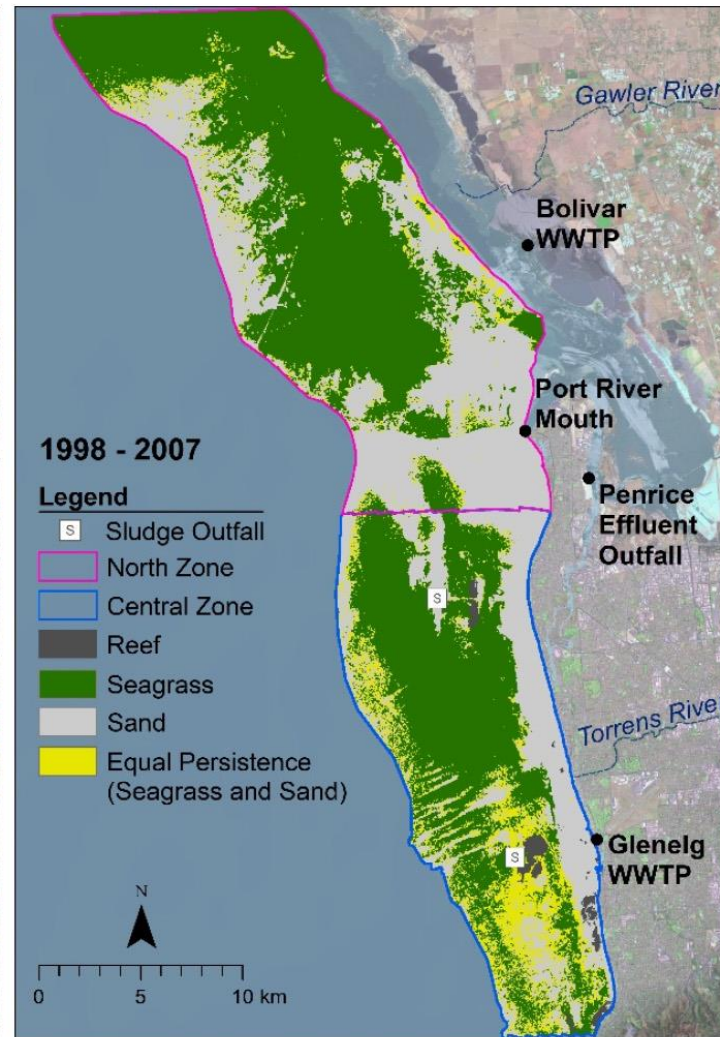 Gawler River
Bolivar
WWTP
Port River
Mouth
1998 - 2007
Penrice
Effluent
Outfall
Legend
S Sludge Outfall
North Zone
Central Zone
Reef
Seagrass
Sand
Equal Persistence
(Seagrass and Sand)
S
Torrens River
S
Glenelg
WWTP
N
0 5 10 km